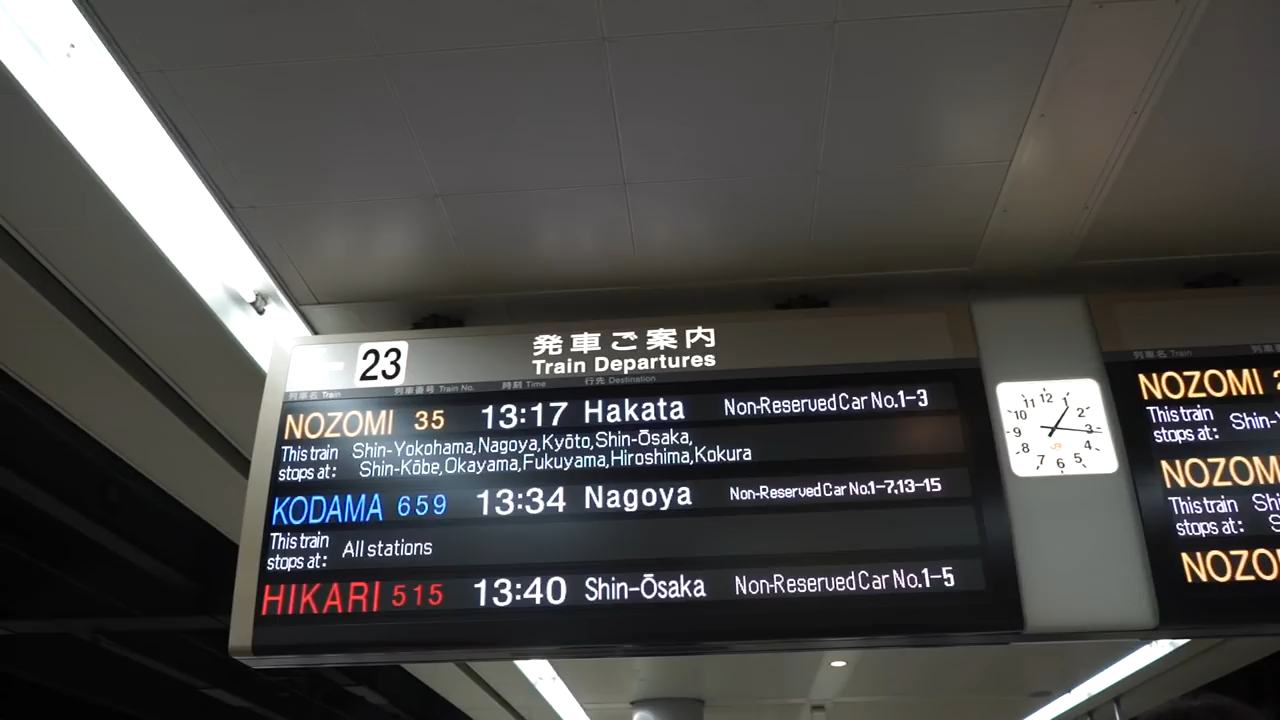 23
発車ご案内
Train Departures
列車名 Train 列車番号 Train No. 時刻 Time 行先 Destination
NOZOMI 35 13:17 Hakata Non-Reserved Car No.1-3
This train stops at: Shin-Yokohama,Nagoya,Kyōto,Shin-Ōsaka,
Shin-Kōbe,Okayama,Fukuyama,Hiroshima,Kokura
KODAMA 659 13:34 Nagoya Non-Reserved Car No.1-7,13-15
This train stops at: All stations
HIKARI 515 13:40 Shin-Ōsaka Non-Reserved Car No.1-5
12 1 2 3 4 5 6 7 8 9 10 11
JR
列車名 Train
NOZOMI 2
This train stops at: Shin-Y
NOZOM
This train stops at: Shi
S
NOZO